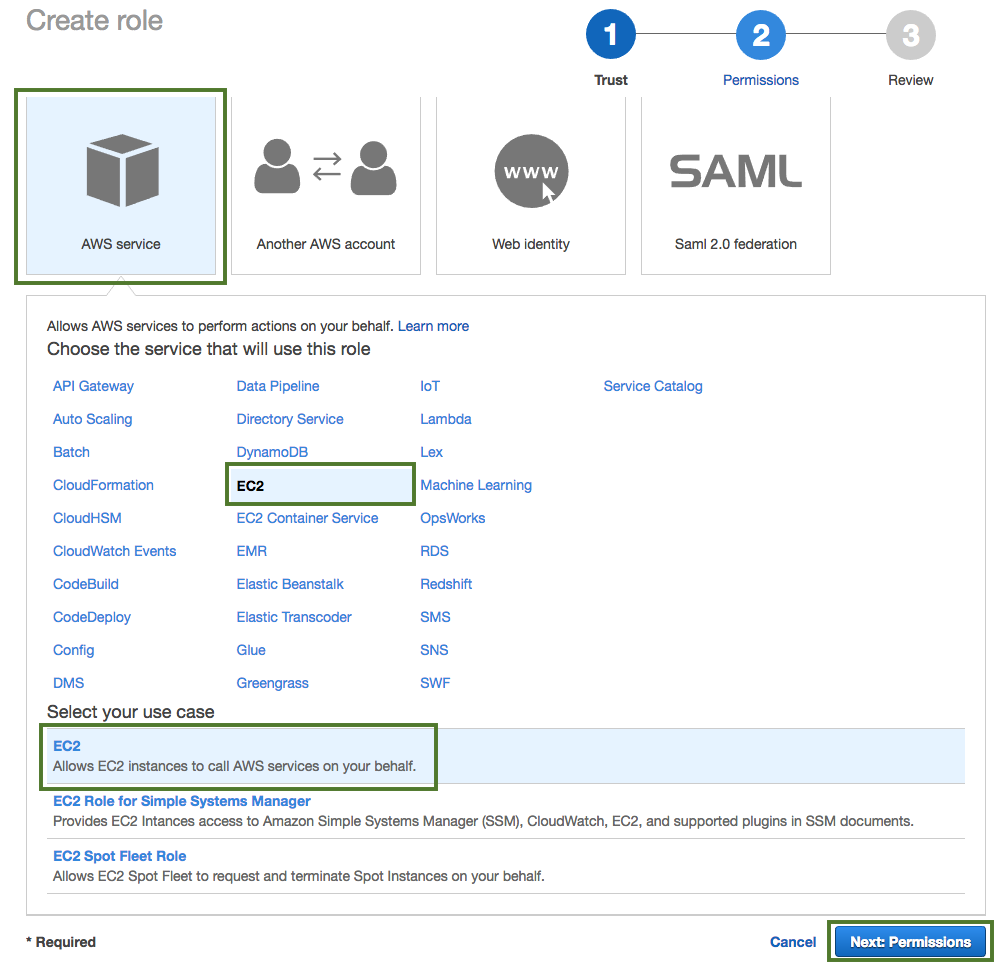 Create role
1
2
3
Trust
Permissions
Review
www
SAML
AWS service
Another AWS account
Web identity
Saml 2.0 federation
Allows AWS services to perform actions on your behalf. Learn more
Choose the service that will use this role
API Gateway
Data Pipeline
IoT
Service Catalog
Auto Scaling
Directory Service
Lambda
Batch
DynamoDB
Lex
CloudFormation
EC2
Machine Learning
CloudHSM
EC2 Container Service
OpsWorks
CloudWatch Events
EMR
RDS
CodeBuild
Elastic Beanstalk
Redshift
CodeDeploy
Elastic Transcoder
SMS
Config
Glue
SNS
DMS
Greengrass
SWF
Select your use case
EC2
Allows EC2 instances to call AWS services on your behalf.
EC2 Role for Simple Systems Manager
Provides EC2 Intances access to Amazon Simple Systems Manager (SSM), CloudWatch, EC2, and supported plugins in SSM documents.
EC2 Spot Fleet Role
Allows EC2 Spot Fleet to request and terminate Spot Instances on your behalf.
* Required
Cancel
Next: Permissions